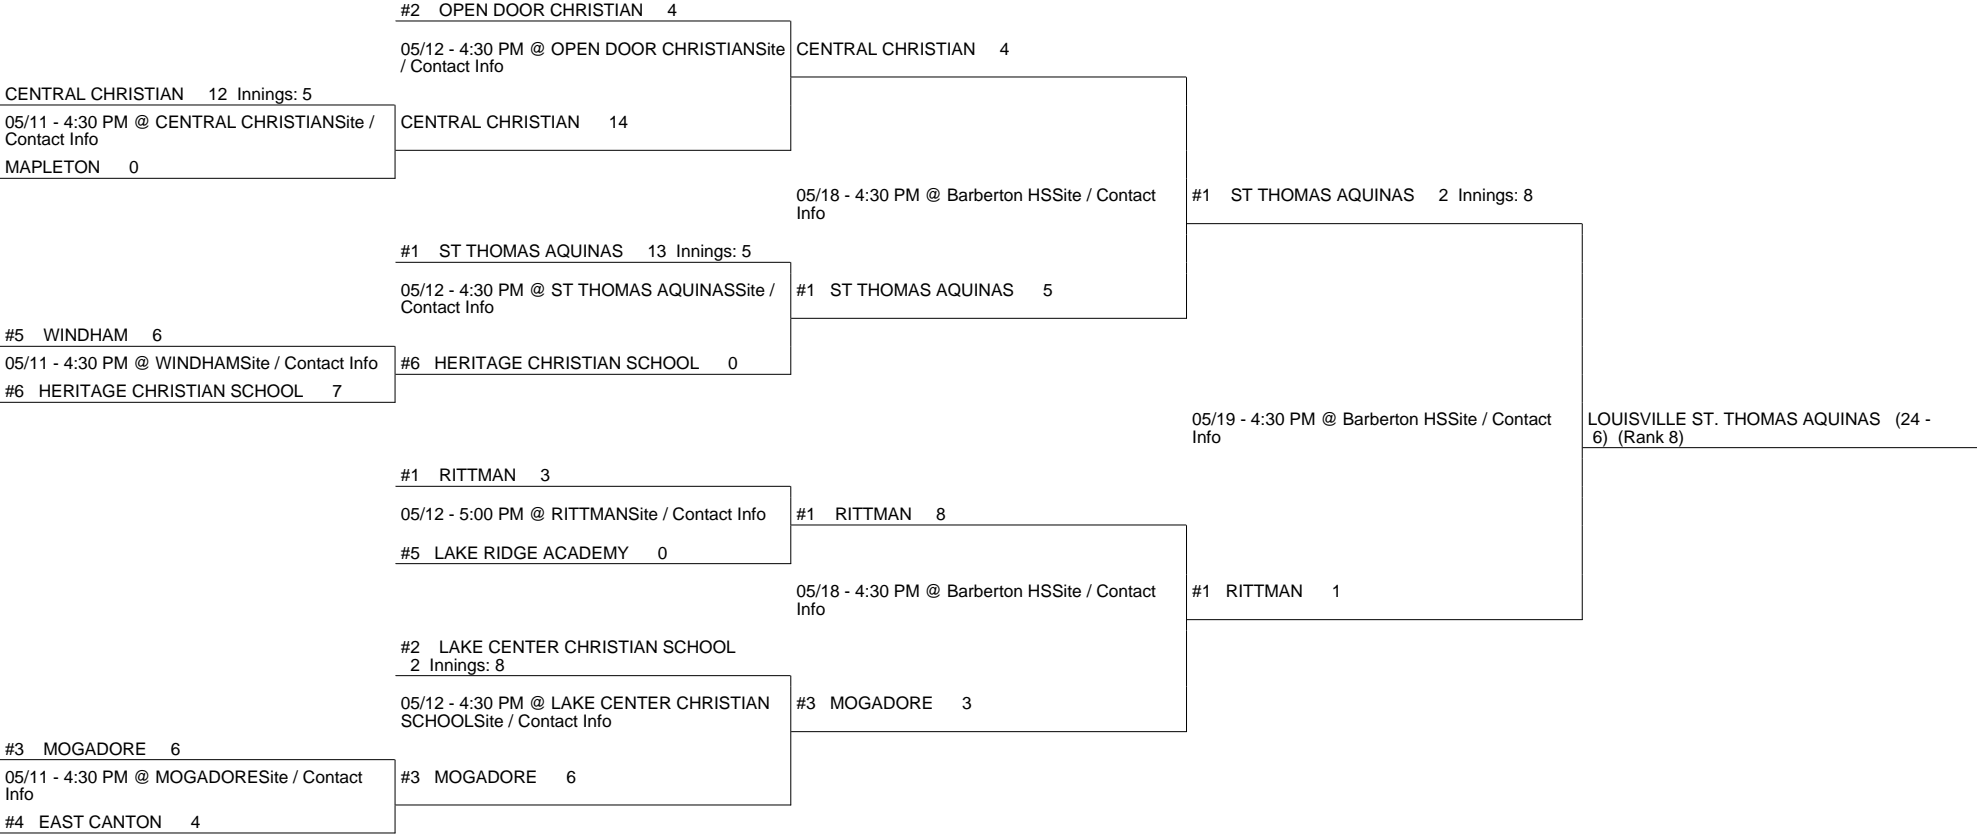 #2 OPEN DOOR CHRISTIAN 4
05/12 - 4:30 PM @ OPEN DOOR CHRISTIANSite
/ Contact Info
CENTRAL CHRISTIAN 4
CENTRAL CHRISTIAN 12 Innings: 5
05/11 - 4:30 PM @ CENTRAL CHRISTIANSite /
Contact Info
MAPLETON 0
CENTRAL CHRISTIAN 14
05/18 - 4:30 PM @ Barberton HSSite / Contact
Info
#1 ST THOMAS AQUINAS 2 Innings: 8
#1 ST THOMAS AQUINAS 13 Innings: 5
05/12 - 4:30 PM @ ST THOMAS AQUINASSite /
Contact Info
#1 ST THOMAS AQUINAS 5
#5 WINDHAM 6
05/11 - 4:30 PM @ WINDHAMSite / Contact Info
#6 HERITAGE CHRISTIAN SCHOOL 7
#6 HERITAGE CHRISTIAN SCHOOL 0
05/19 - 4:30 PM @ Barberton HSSite / Contact
Info
LOUISVILLE ST. THOMAS AQUINAS (24 -
6) (Rank 8)
#1 RITTMAN 3
05/12 - 5:00 PM @ RITTMANSite / Contact Info
#1 RITTMAN 8
#5 LAKE RIDGE ACADEMY 0
05/18 - 4:30 PM @ Barberton HSSite / Contact
Info
#1 RITTMAN 1
#2 LAKE CENTER CHRISTIAN SCHOOL
2 Innings: 8
05/12 - 4:30 PM @ LAKE CENTER CHRISTIAN
SCHOOLSite / Contact Info
#3 MOGADORE 3
#3 MOGADORE 6
05/11 - 4:30 PM @ MOGADORESite / Contact
Info
#4 EAST CANTON 4
#3 MOGADORE 6